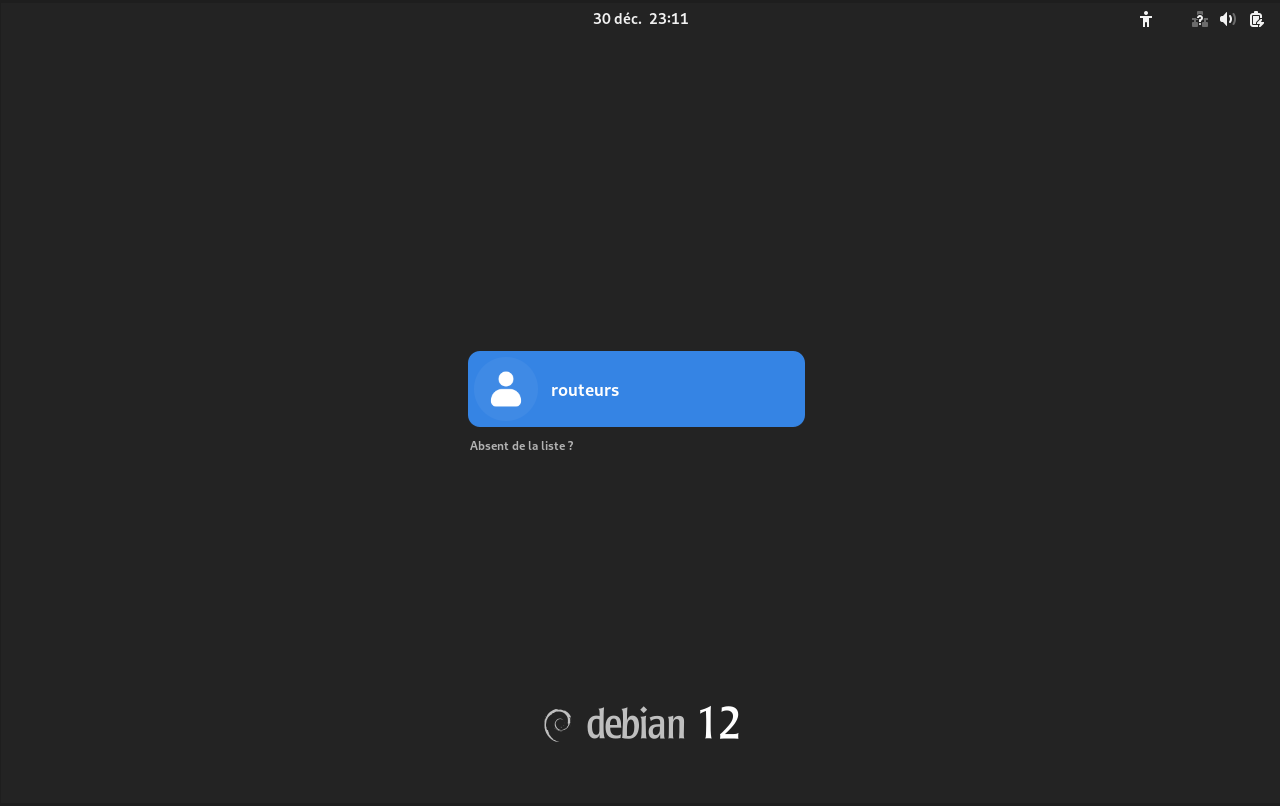 30 déc. 23:11
routeurs
Absent de la liste ?
debian 12